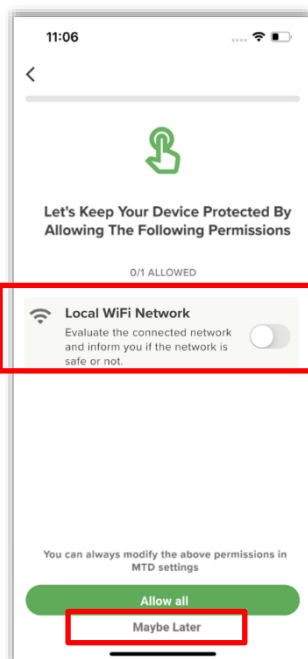 11:06
Let's Keep Your Device Protected By
Allowing The Following Permissions
0/1 ALLOWED
Local WiFi Network
Evaluate the connected network
and inform you if the network is
safe or not.
You can always modify the above permissions in
MTD settings
Allow all
Maybe Later